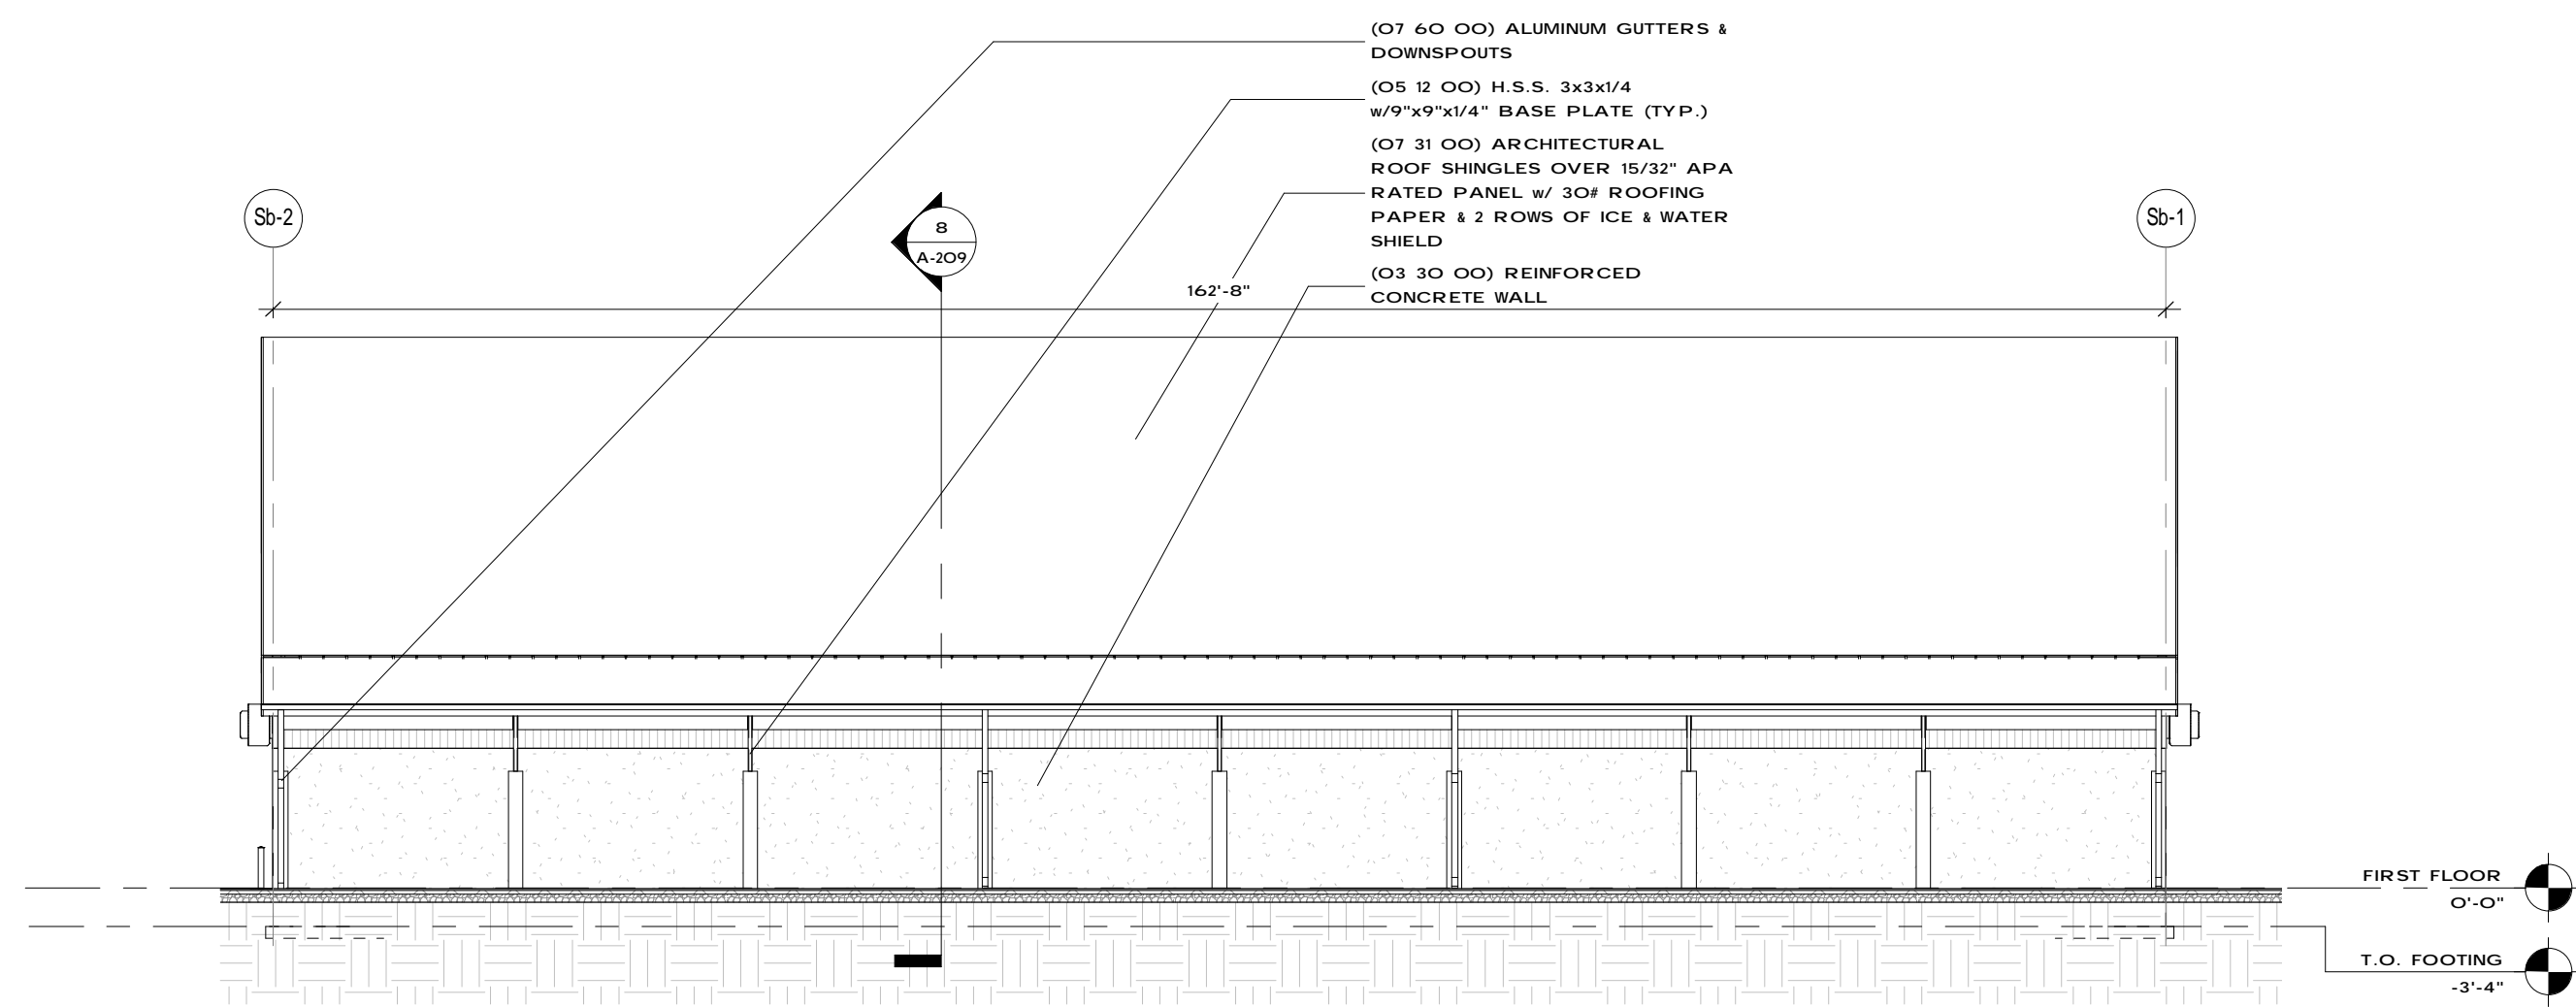 (07 60 00) ALUMINUM GUTTERS &
DOWNSPOUTS
(05 12 00) H.S.S. 3x3x1/4
w/9"x9"x1/4" BASE PLATE (TYP.)
(07 31 00) ARCHITECTURAL
ROOF SHINGLES OVER 15/32" APA
RATED PANEL w/ 30# ROOFING
PAPER & 2 ROWS OF ICE & WATER
SHIELD
(03 30 00) REINFORCED
CONCRETE WALL
Sb-2
8
A-209
Sb-1
162'-8"
FIRST FLOOR
0'-0"
T.O. FOOTING
-3'-4"